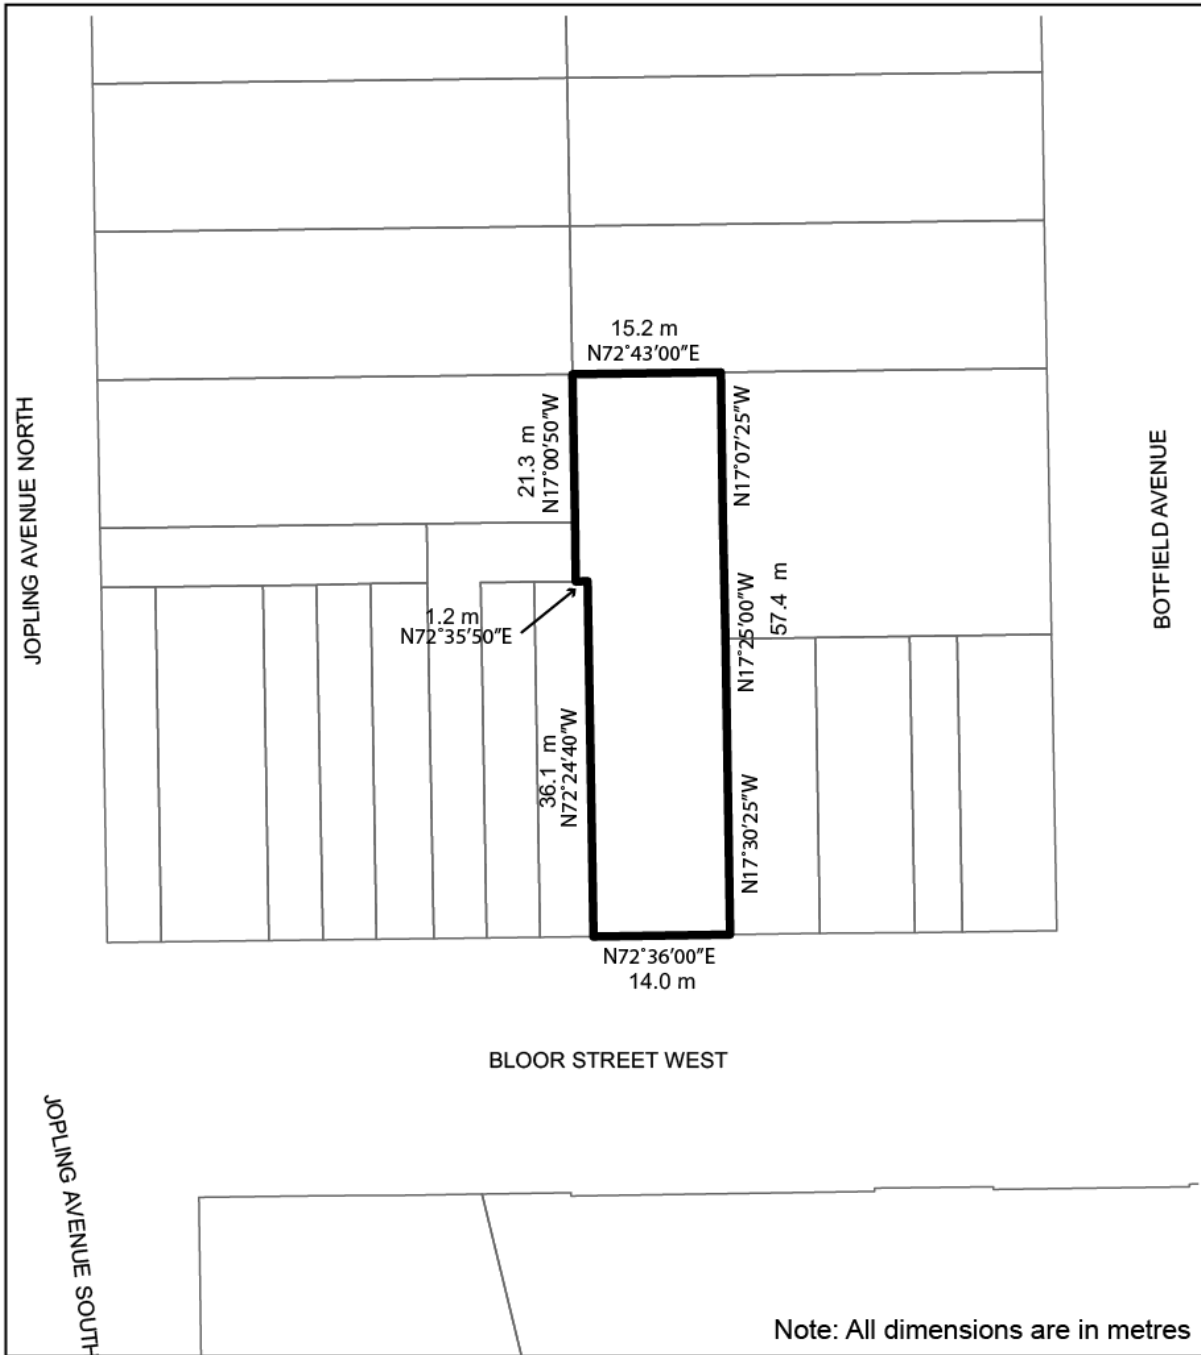 15.2 m
N72°43'00"E
JOPLING AVENUE NORTH
21.3 m
N17°00'50"W
N17°07'25"W
BOTFIELD AVENUE
1.2 m
N72°35'50"E
N17°25'00"W
57.4 m
36.1 m
N72°24'40"W
N17°30'25"W
N72°36'00"E
14.0 m
BLOOR STREET WEST
JOPLING AVENUE SOUTH
Note: All dimensions are in metres